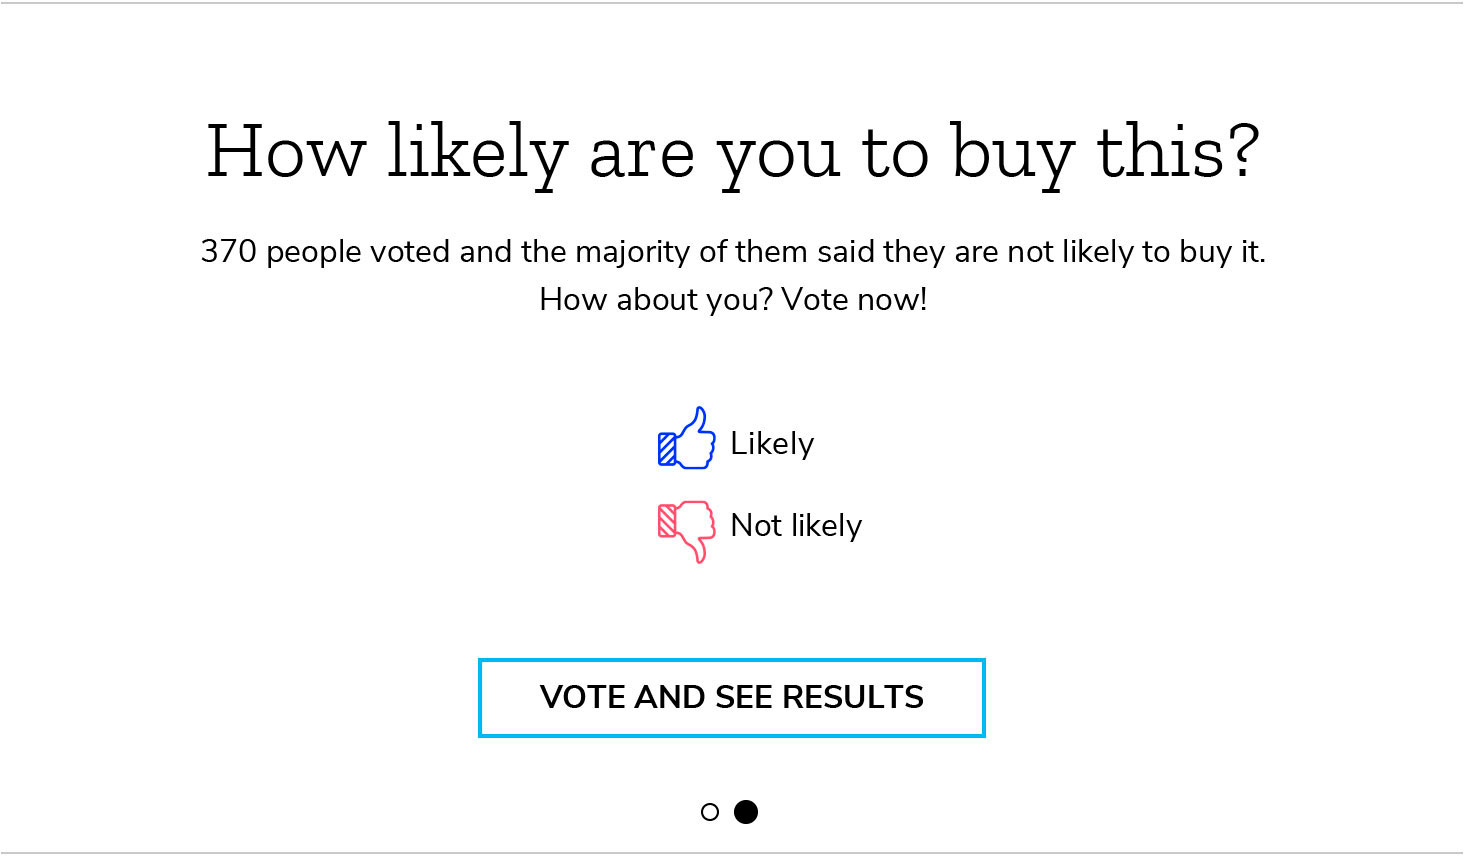 How likely are you to buy this?
370 people voted and the majority of them said they are not likely to buy it.
How about you? Vote now!
Likely
Not likely
VOTE AND SEE RESULTS